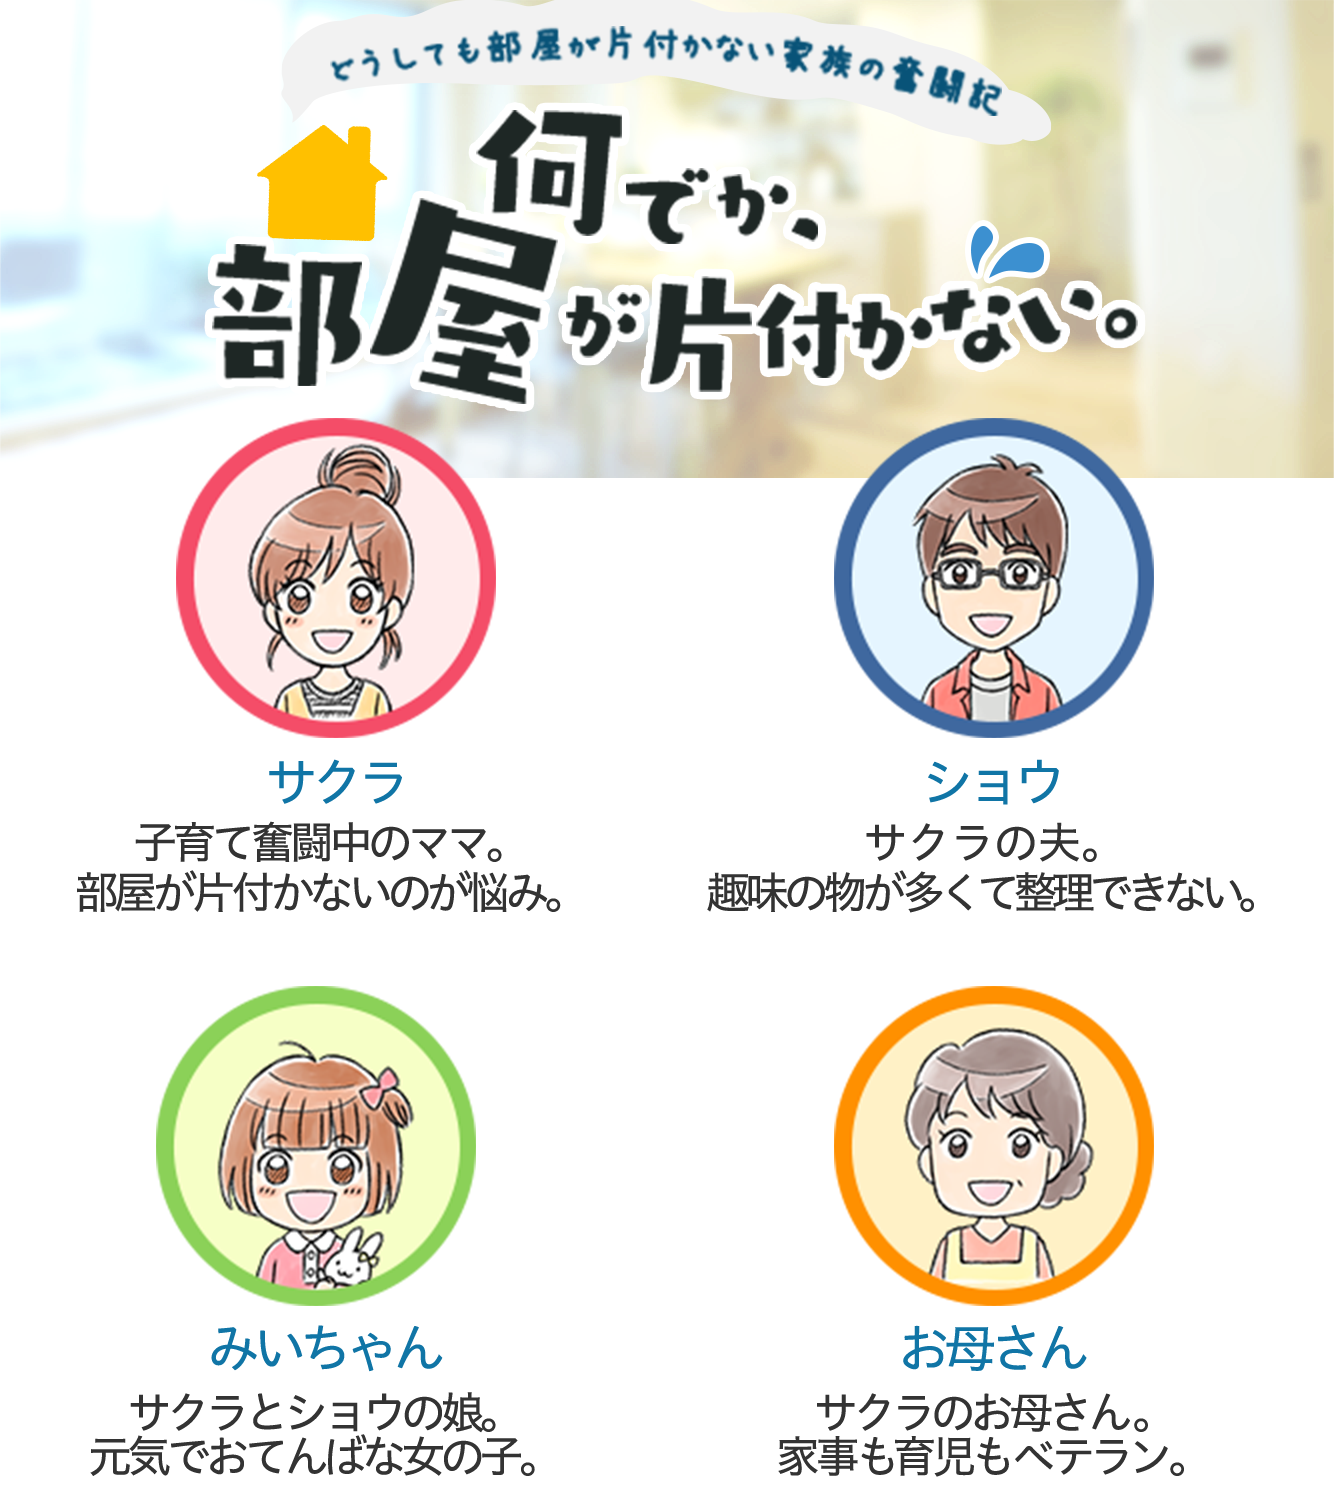 どうしても部屋が片付かない家族の奮闘記
何でか、
部屋が片付かない。
サクラ
子育て奮闘中のママ。
部屋が片付かないのが悩み。
ショウ
サクラの夫。
趣味の物が多くて整理できない。
みいちゃん
サクラとショウの娘。
元気でおてんばな女の子。
お母さん
サクラのお母さん。
家事も育児もベテラン。